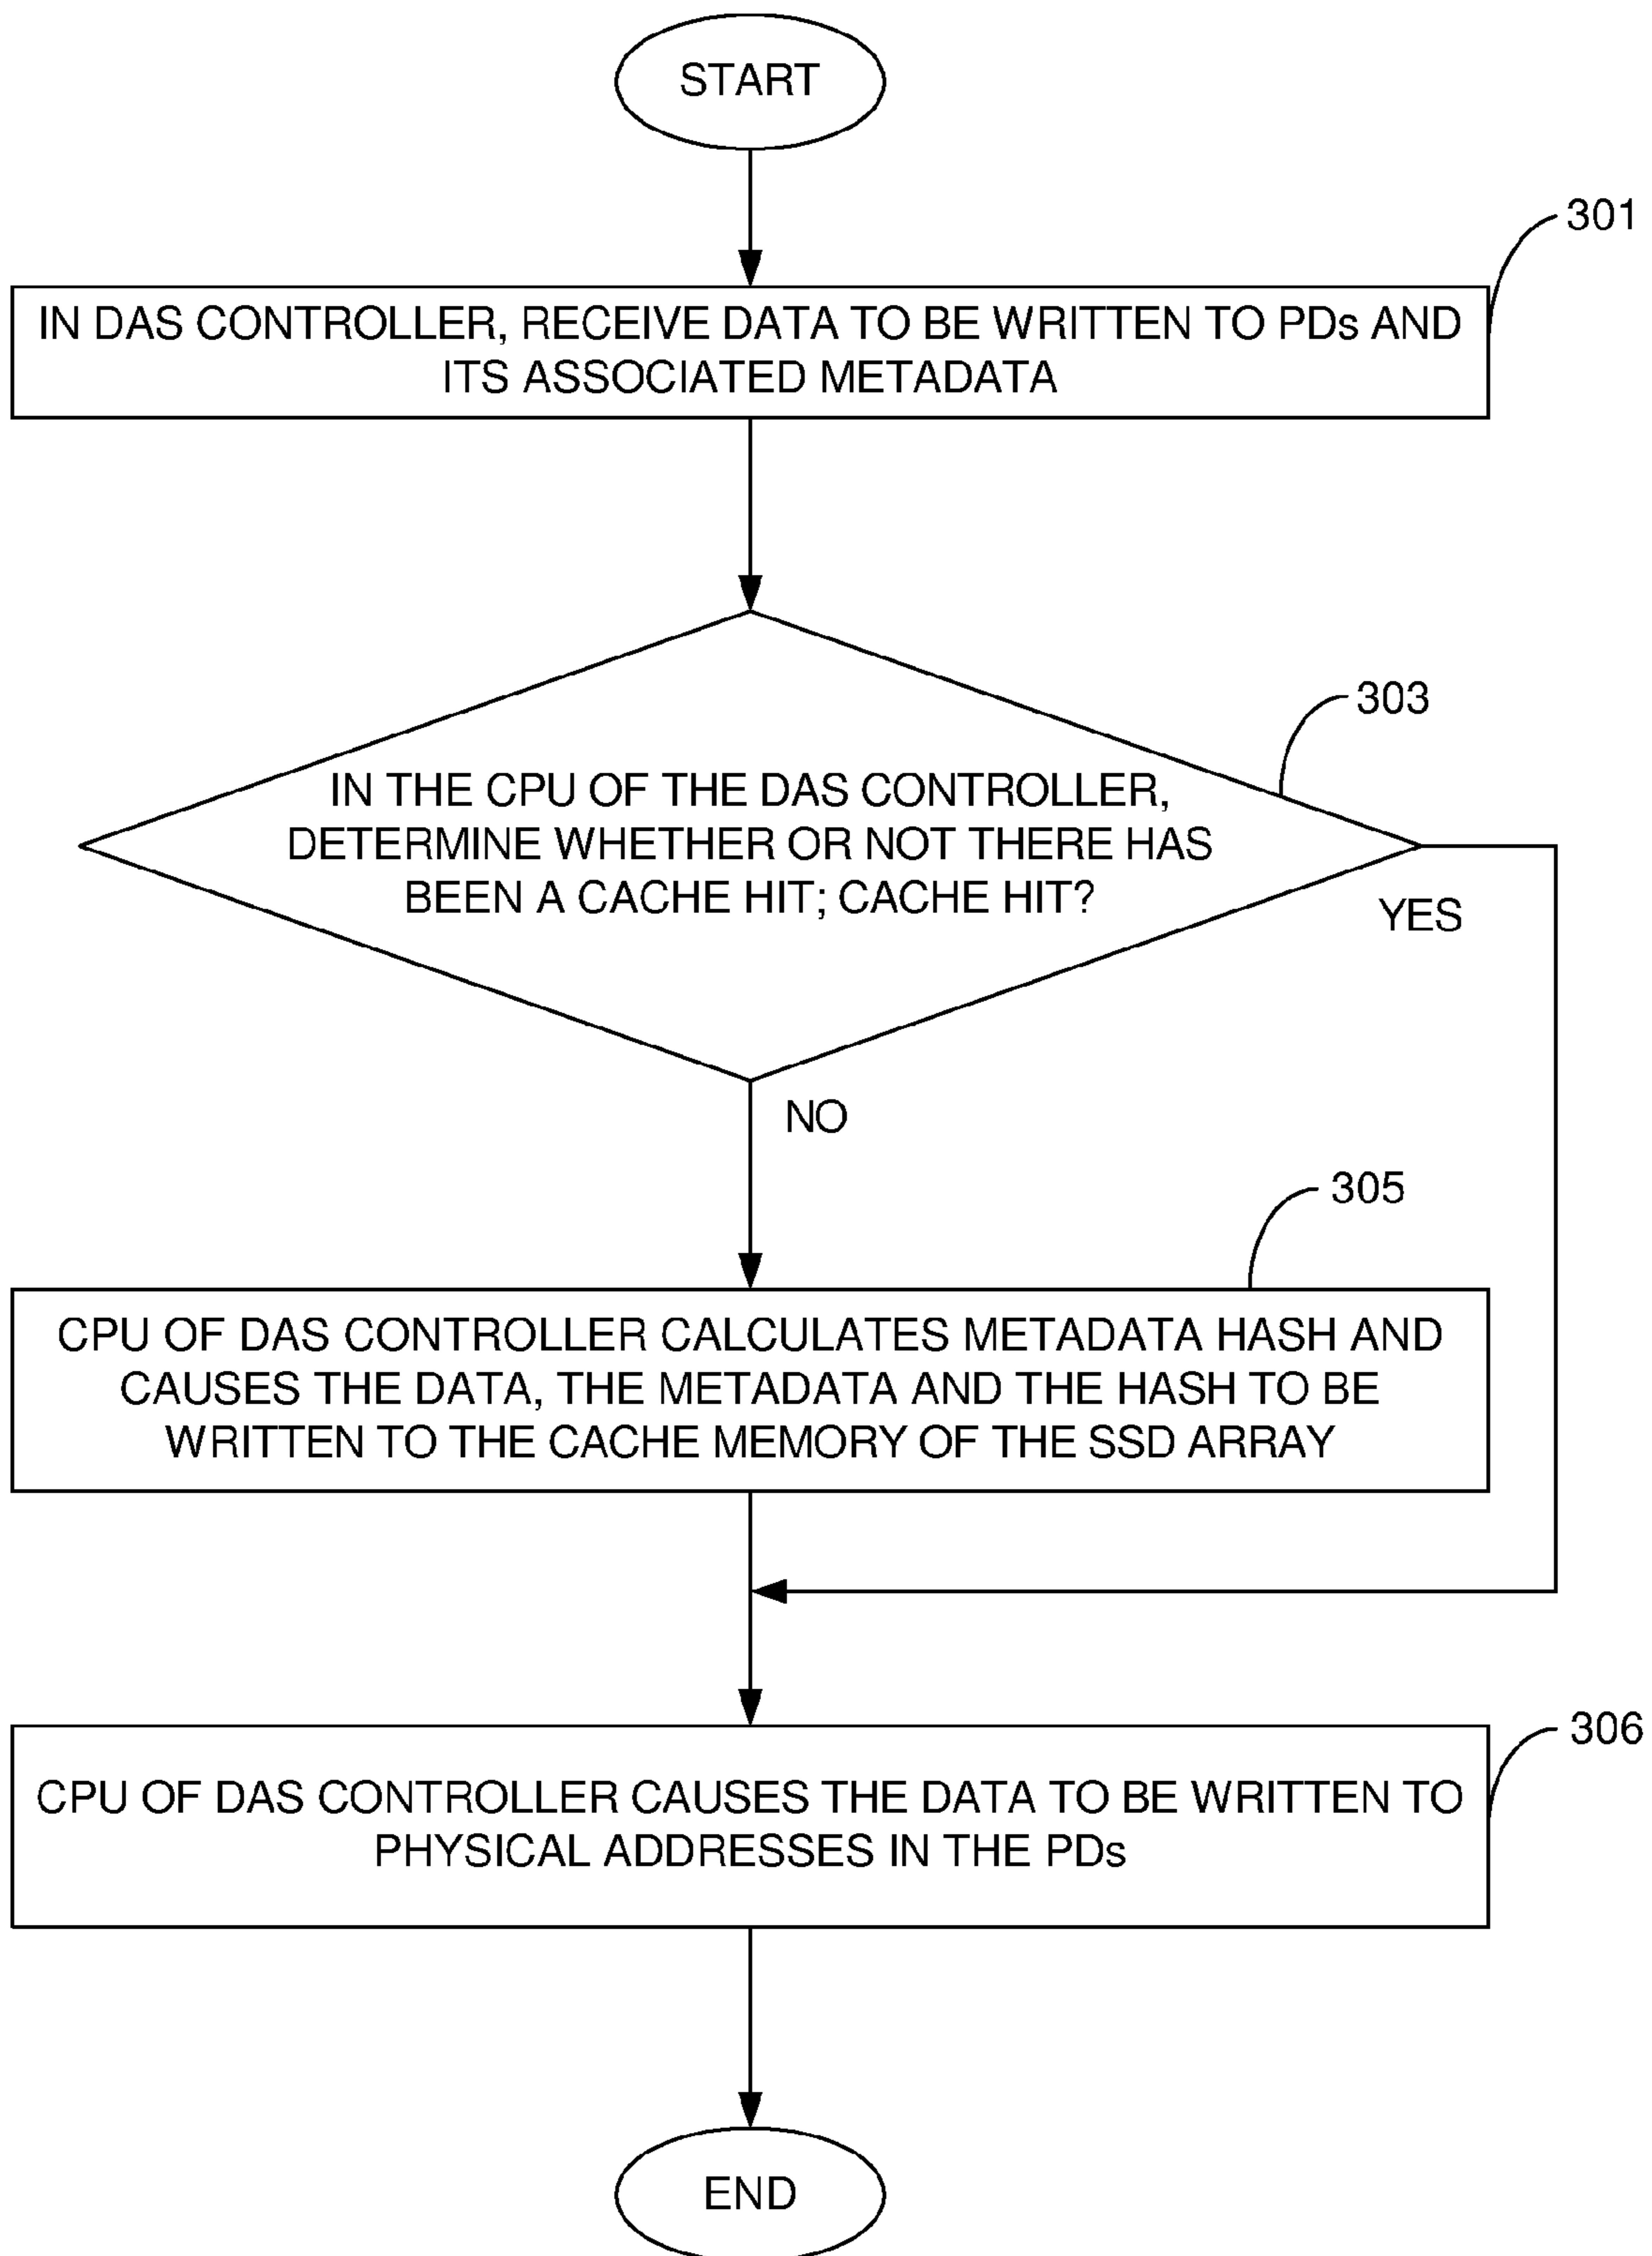 START
301
IN DAS CONTROLLER, RECEIVE DATA TO BE WRITTEN TO PDs AND
ITS ASSOCIATED METADATA
303
IN THE CPU OF THE DAS CONTROLLER,
DETERMINE WHETHER OR NOT THERE HAS
BEEN A CACHE HIT; CACHE HIT?
YES
NO
305
CPU OF DAS CONTROLLER CALCULATES METADATA HASH AND
CAUSES THE DATA, THE METADATA AND THE HASH TO BE
WRITTEN TO THE CACHE MEMORY OF THE SSD ARRAY
306
CPU OF DAS CONTROLLER CAUSES THE DATA TO BE WRITTEN TO
PHYSICAL ADDRESSES IN THE PDs
END